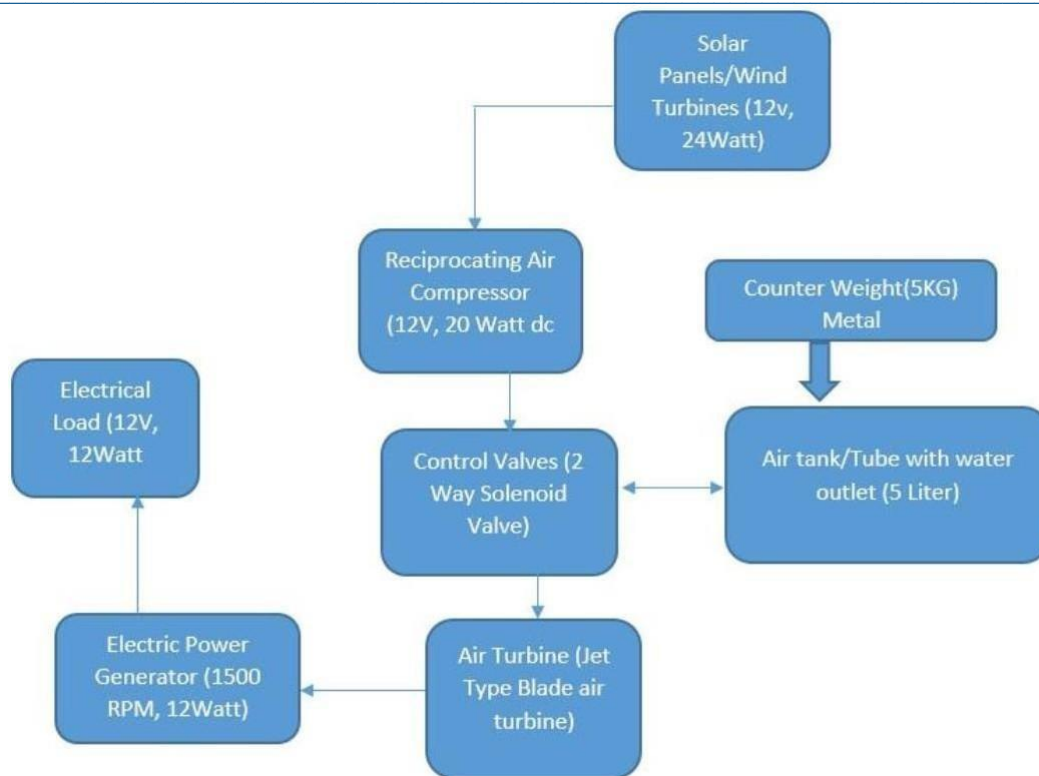 Solar
Panels/Wind
Turbines (12v,
24Watt)
Reciprocating Air
Compressor
(12V, 20 Watt dc
Counter Weight(5KG)
Metal
Electrical
Load (12V,
12Watt
Control Valves (2
Way Solenoid
Valve)
Air tank/Tube with water
outlet (5 Liter)
Electric Power
Generator (1500
RPM, 12Watt)
Air Turbine (Jet
Type Blade air
turbine)